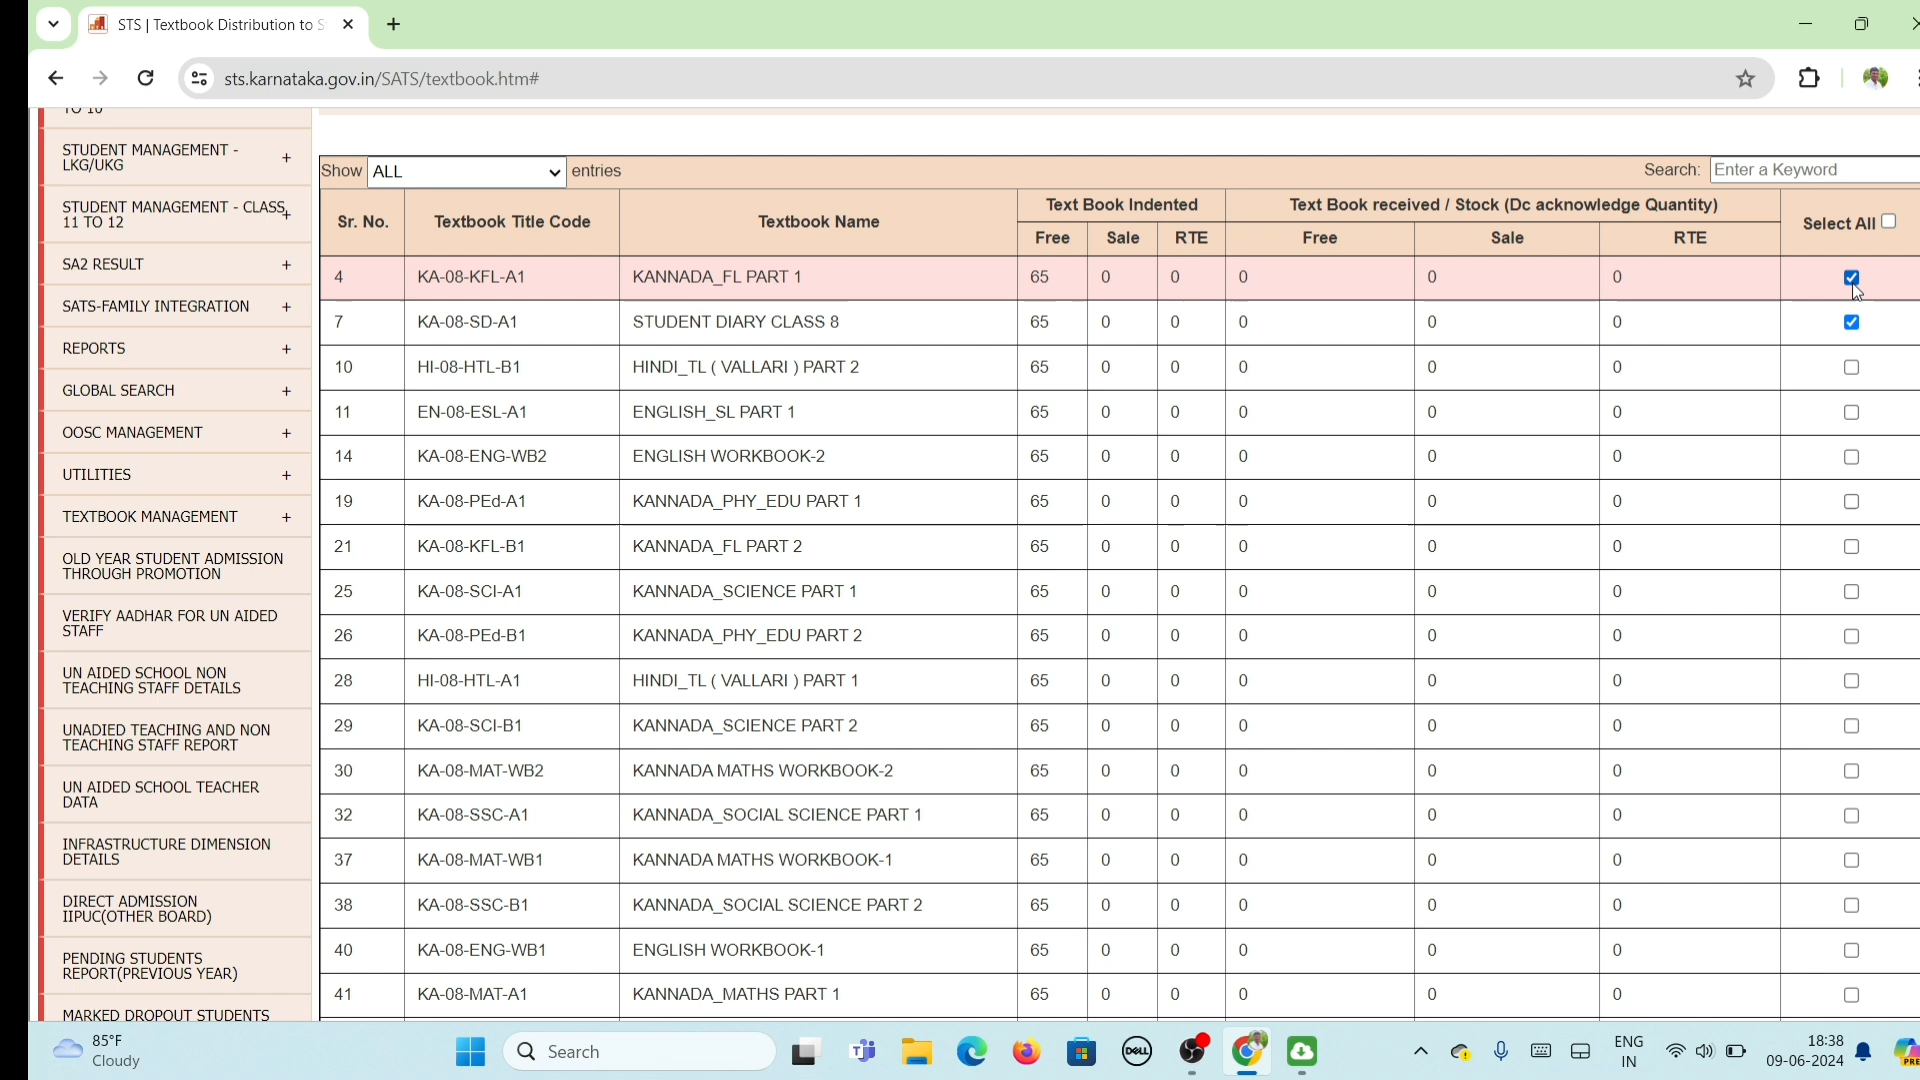 STS | Textbook Distribution to S
sts.karnataka.gov.in/SATS/textbook.htm#
STUDENT MANAGEMENT -
LKG/UKG +
STUDENT MANAGEMENT - CLASS
11 TO 12 +
SA2 RESULT +
SATS-FAMILY INTEGRATION +
REPORTS +
GLOBAL SEARCH +
OOSC MANAGEMENT +
UTILITIES +
TEXTBOOK MANAGEMENT +
OLD YEAR STUDENT ADMISSION
THROUGH PROMOTION
VERIFY AADHAR FOR UN AIDED
STAFF
UN AIDED SCHOOL NON
TEACHING STAFF DETAILS
UNADIED TEACHING AND NON
TEACHING STAFF REPORT
UN AIDED SCHOOL TEACHER
DATA
INFRASTRUCTURE DIMENSION
DETAILS
DIRECT ADMISSION
IIPUC(OTHER BOARD)
PENDING STUDENTS
REPORT(PREVIOUS YEAR)
MARKED DROPOUT STUDENTS
Show ALL entries Search: Enter a Keyword
Sr. No. Textbook Title Code Textbook Name Text Book Indented Text Book received / Stock (Dc acknowledge Quantity) Select All
Free Sale RTE Free Sale RTE
4 KA-08-KFL-A1 KANNADA_FL PART 1 65 0 0 0 0 0
7 KA-08-SD-A1 STUDENT DIARY CLASS 8 65 0 0 0 0 0
10 HI-08-HTL-B1 HINDI_TL ( VALLARI ) PART 2 65 0 0 0 0 0
11 EN-08-ESL-A1 ENGLISH_SL PART 1 65 0 0 0 0 0
14 KA-08-ENG-WB2 ENGLISH WORKBOOK-2 65 0 0 0 0 0
19 KA-08-PEd-A1 KANNADA_PHY_EDU PART 1 65 0 0 0 0 0
21 KA-08-KFL-B1 KANNADA_FL PART 2 65 0 0 0 0 0
25 KA-08-SCI-A1 KANNADA_SCIENCE PART 1 65 0 0 0 0 0
26 KA-08-PEd-B1 KANNADA_PHY_EDU PART 2 65 0 0 0 0 0
28 HI-08-HTL-A1 HINDI_TL ( VALLARI ) PART 1 65 0 0 0 0 0
29 KA-08-SCI-B1 KANNADA_SCIENCE PART 2 65 0 0 0 0 0
30 KA-08-MAT-WB2 KANNADA MATHS WORKBOOK-2 65 0 0 0 0 0
32 KA-08-SSC-A1 KANNADA_SOCIAL SCIENCE PART 1 65 0 0 0 0 0
37 KA-08-MAT-WB1 KANNADA MATHS WORKBOOK-1 65 0 0 0 0 0
38 KA-08-SSC-B1 KANNADA_SOCIAL SCIENCE PART 2 65 0 0 0 0 0
40 KA-08-ENG-WB1 ENGLISH WORKBOOK-1 65 0 0 0 0 0
41 KA-08-MAT-A1 KANNADA_MATHS PART 1 65 0 0 0 0 0
85°F
Cloudy
Search
DELL
ENG
IN
18:38
09-06-2024
PRE